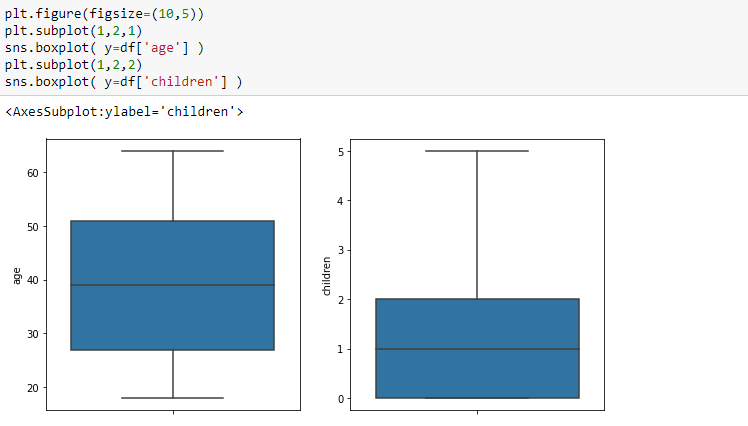 plt.figure(figsize=(10,5))
plt.subplot(1,2,1)
sns.boxplot( y=df['age'] )
plt.subplot(1,2,2)
sns.boxplot( y=df['children'] )
<AxesSubplot:ylabel='children'>
60
50
40
30
20
age
5
4
3
2
1
0
children